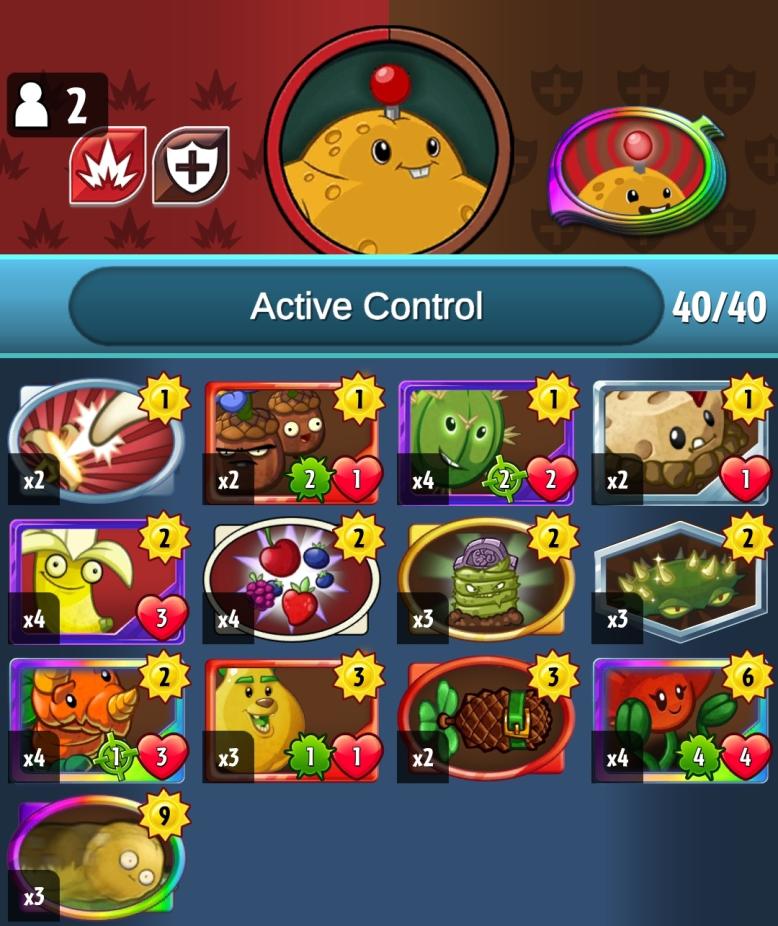 2
Active Control
40/40
1 1 1 1
x2 x2 2 1 x4 2 2 x2 1
2 2 2 2
x4 3 x4 x3 x3
2 3 3 6
x4 1 3 x3 1 1 x2 x4 4 4
9
x3